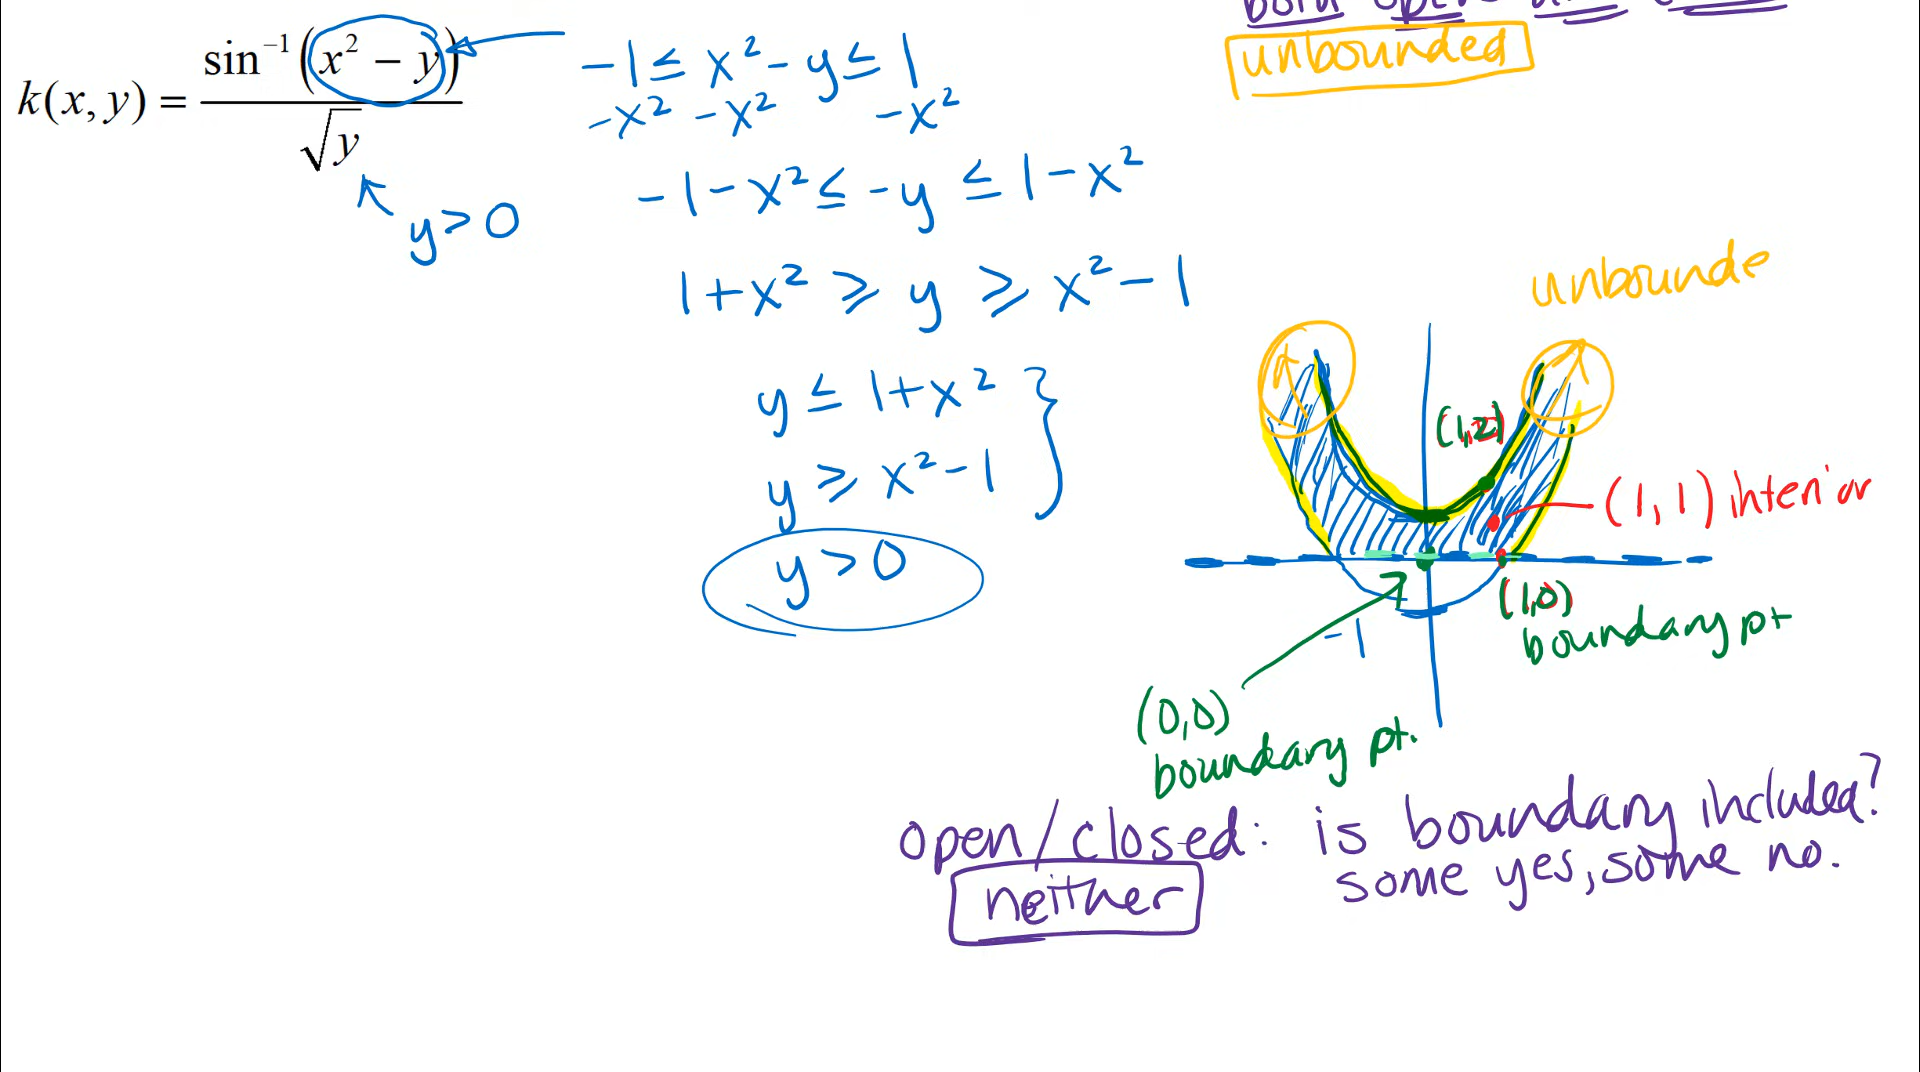 unbounded
k(x, y) = sin⁻¹(x² − y) / √y
y > 0
-1 ≤ x² - y ≤ 1
-x² -x² -x²
-1 - x² ≤ -y ≤ 1 - x²
1 + x² ≥ y ≥ x² - 1
y ≤ 1 + x²
y ≥ x² - 1 }
y > 0
unbounde
(1,2)
(1,1) interior
(1,0)
boundary pt
-1
(0,0)
boundary pt.
open/closed: is boundary included?
some yes, some no.
neither